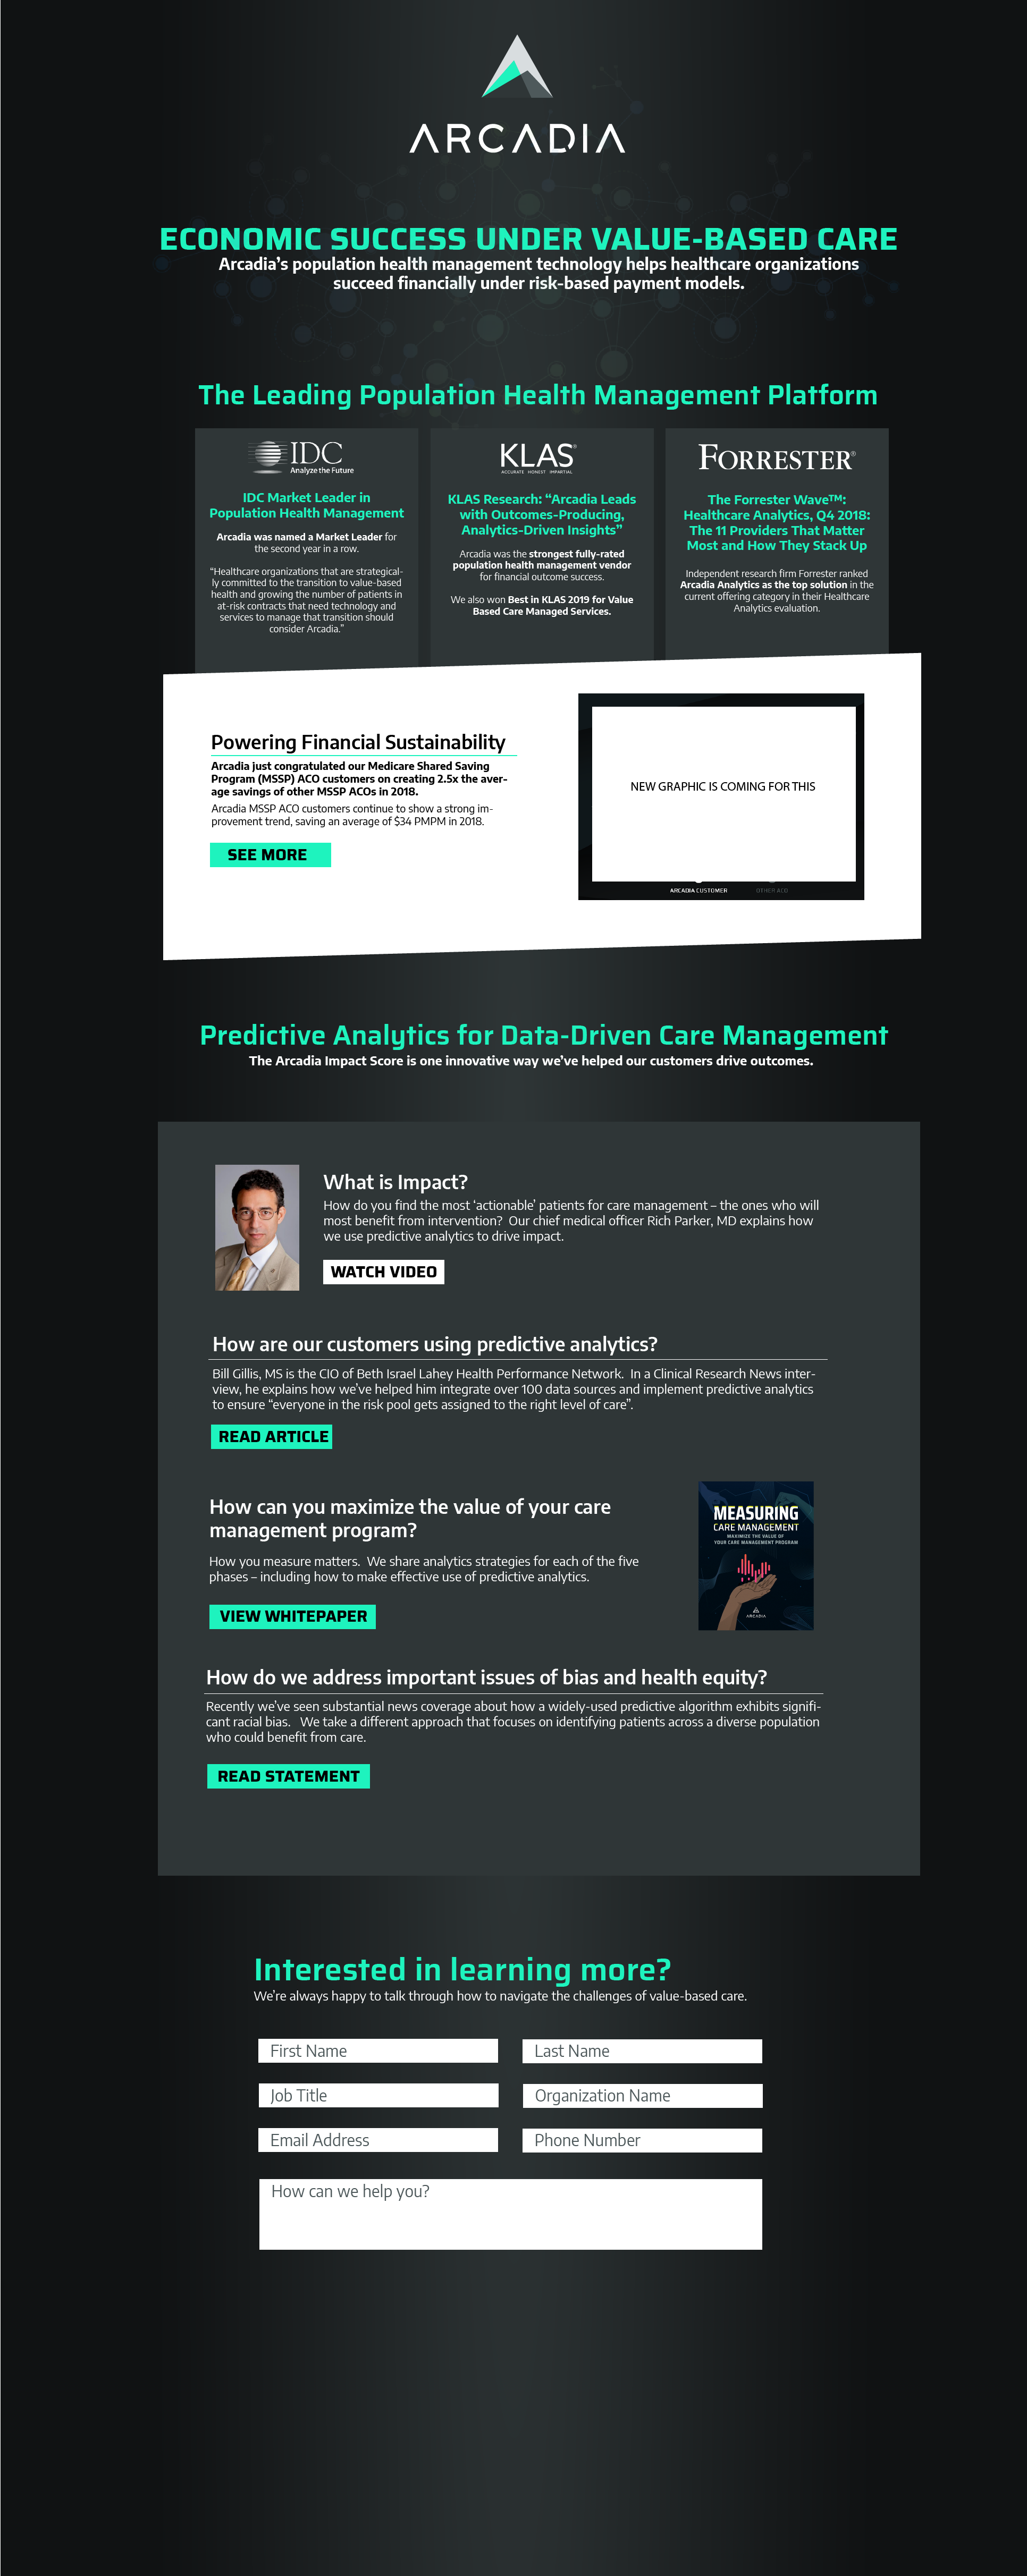 ARCADIA
ECONOMIC SUCCESS UNDER VALUE-BASED CARE
Arcadia’s population health management technology helps healthcare organizations
succeed financially under risk-based payment models.
The Leading Population Health Management Platform
IDC
Analyze the Future
IDC Market Leader in
Population Health Management
Arcadia was named a Market Leader for
the second year in a row.
“Healthcare organizations that are strategical-
ly committed to the transition to value-based
health and growing the number of patients in
at-risk contracts that need technology and
services to manage that transition should
consider Arcadia.”
KLAS®
ACCURATE HONEST IMPARTIAL
KLAS Research: “Arcadia Leads
with Outcomes-Producing,
Analytics-Driven Insights”
Arcadia was the strongest fully-rated
population health management vendor
for financial outcome success.
We also won Best in KLAS 2019 for Value
Based Care Managed Services.
FORRESTER®
The Forrester Wave™:
Healthcare Analytics, Q4 2018:
The 11 Providers That Matter
Most and How They Stack Up
Independent research firm Forrester ranked
Arcadia Analytics as the top solution in the
current offering category in their Healthcare
Analytics evaluation.
Powering Financial Sustainability
Arcadia just congratulated our Medicare Shared Saving
Program (MSSP) ACO customers on creating 2.5x the aver-
age savings of other MSSP ACOs in 2018.
Arcadia MSSP ACO customers continue to show a strong im-
provement trend, saving an average of $34 PMPM in 2018.
SEE MORE
NEW GRAPHIC IS COMING FOR THIS
ARCADIA CUSTOMER
OTHER ACO
Predictive Analytics for Data-Driven Care Management
The Arcadia Impact Score is one innovative way we’ve helped our customers drive outcomes.
What is Impact?
How do you find the most ‘actionable’ patients for care management – the ones who will
most benefit from intervention?  Our chief medical officer Rich Parker, MD explains how
we use predictive analytics to drive impact.
WATCH VIDEO
How are our customers using predictive analytics?
Bill Gillis, MS is the CIO of Beth Israel Lahey Health Performance Network.  In a Clinical Research News inter-
view, he explains how we’ve helped him integrate over 100 data sources and implement predictive analytics
to ensure “everyone in the risk pool gets assigned to the right level of care”.
READ ARTICLE
How can you maximize the value of your care
management program?
How you measure matters.  We share analytics strategies for each of the five
phases – including how to make effective use of predictive analytics.
VIEW WHITEPAPER
MEASURING
CARE MANAGEMENT
MAXIMIZE THE VALUE OF
YOUR CARE MANAGEMENT PROGRAM
ARCADIA
How do we address important issues of bias and health equity?
Recently we’ve seen substantial news coverage about how a widely-used predictive algorithm exhibits signifi-
cant racial bias.   We take a different approach that focuses on identifying patients across a diverse population
who could benefit from care.
READ STATEMENT
Interested in learning more?
We’re always happy to talk through how to navigate the challenges of value-based care.
First Name
Last Name
Job Title
Organization Name
Email Address
Phone Number
How can we help you?